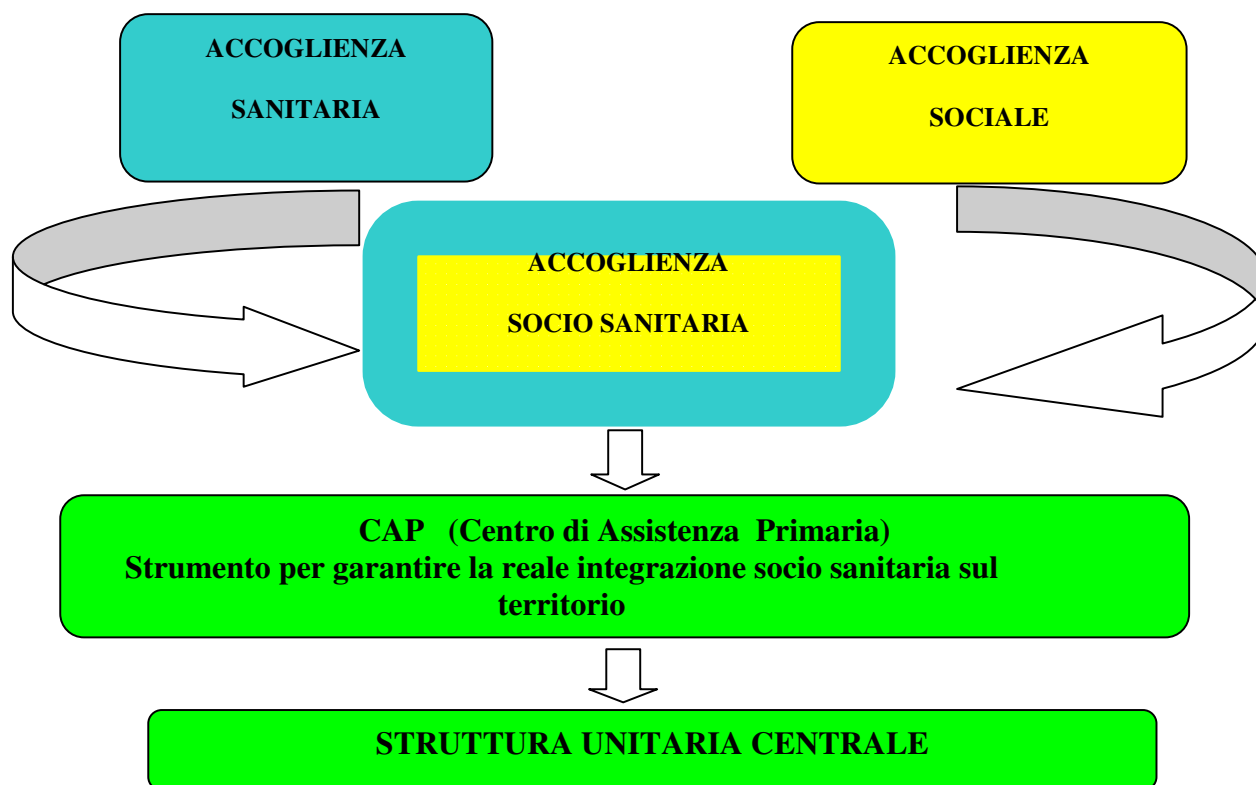 ACCOGLIENZA
SANITARIA
ACCOGLIENZA
SOCIALE
ACCOGLIENZA
SOCIO SANITARIA
CAP (Centro di Assistenza Primaria)
Strumento per garantire la reale integrazione socio sanitaria sul
territorio
STRUTTURA UNITARIA CENTRALE